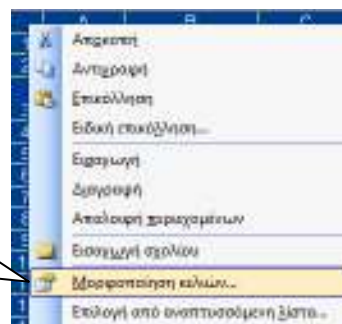 Αποκοπή
Αντιγραφή
Επικόλληση
Ειδική επικόλληση...
Εισαγωγή
Διαγραφή
Απαλοιφή περιεχομένων
Εισαγωγή σχολίου
Μορφοποίηση κελιών...
Επιλογή από αναπτυσσόμενη λίστα...